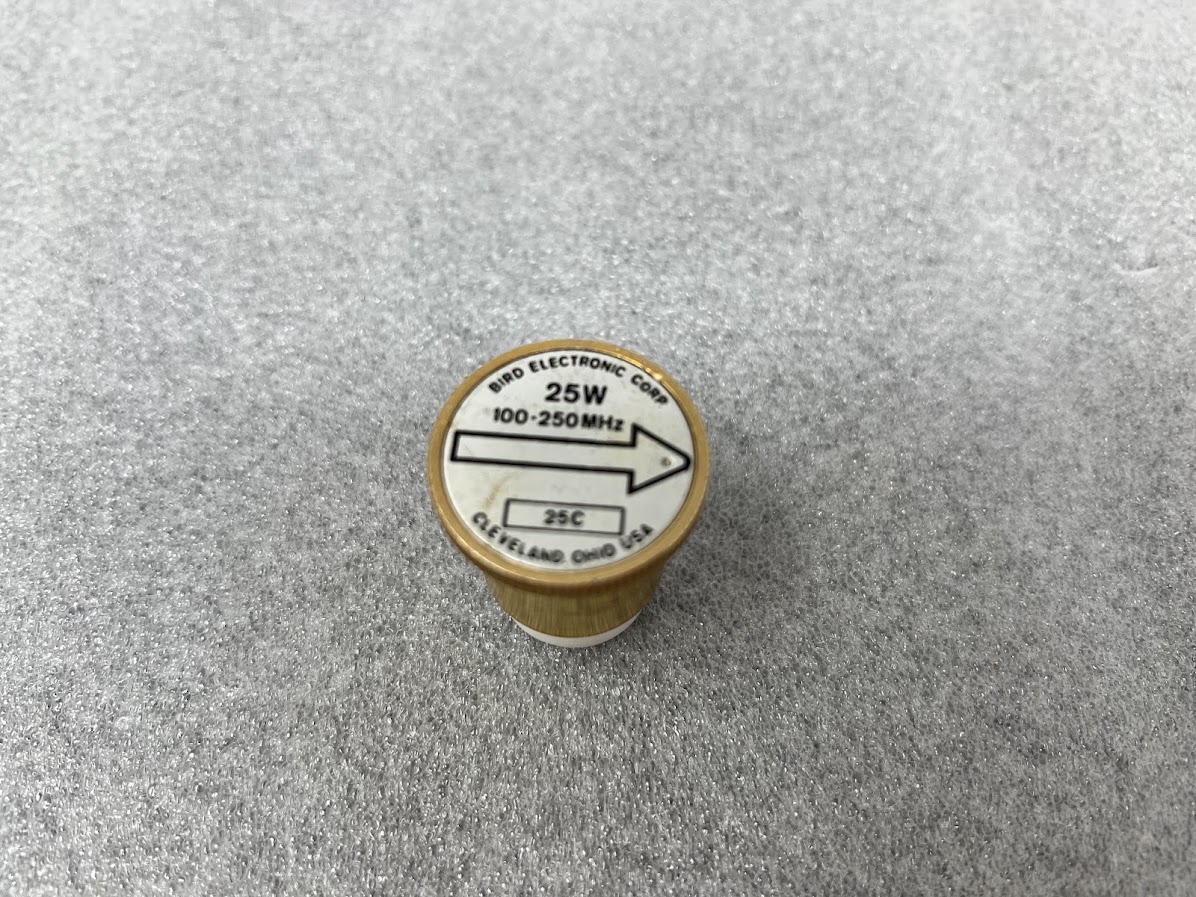 BIRD ELECTRONIC CORP.
25W
100-250MHz
25C
CLEVELAND, OHIO USA